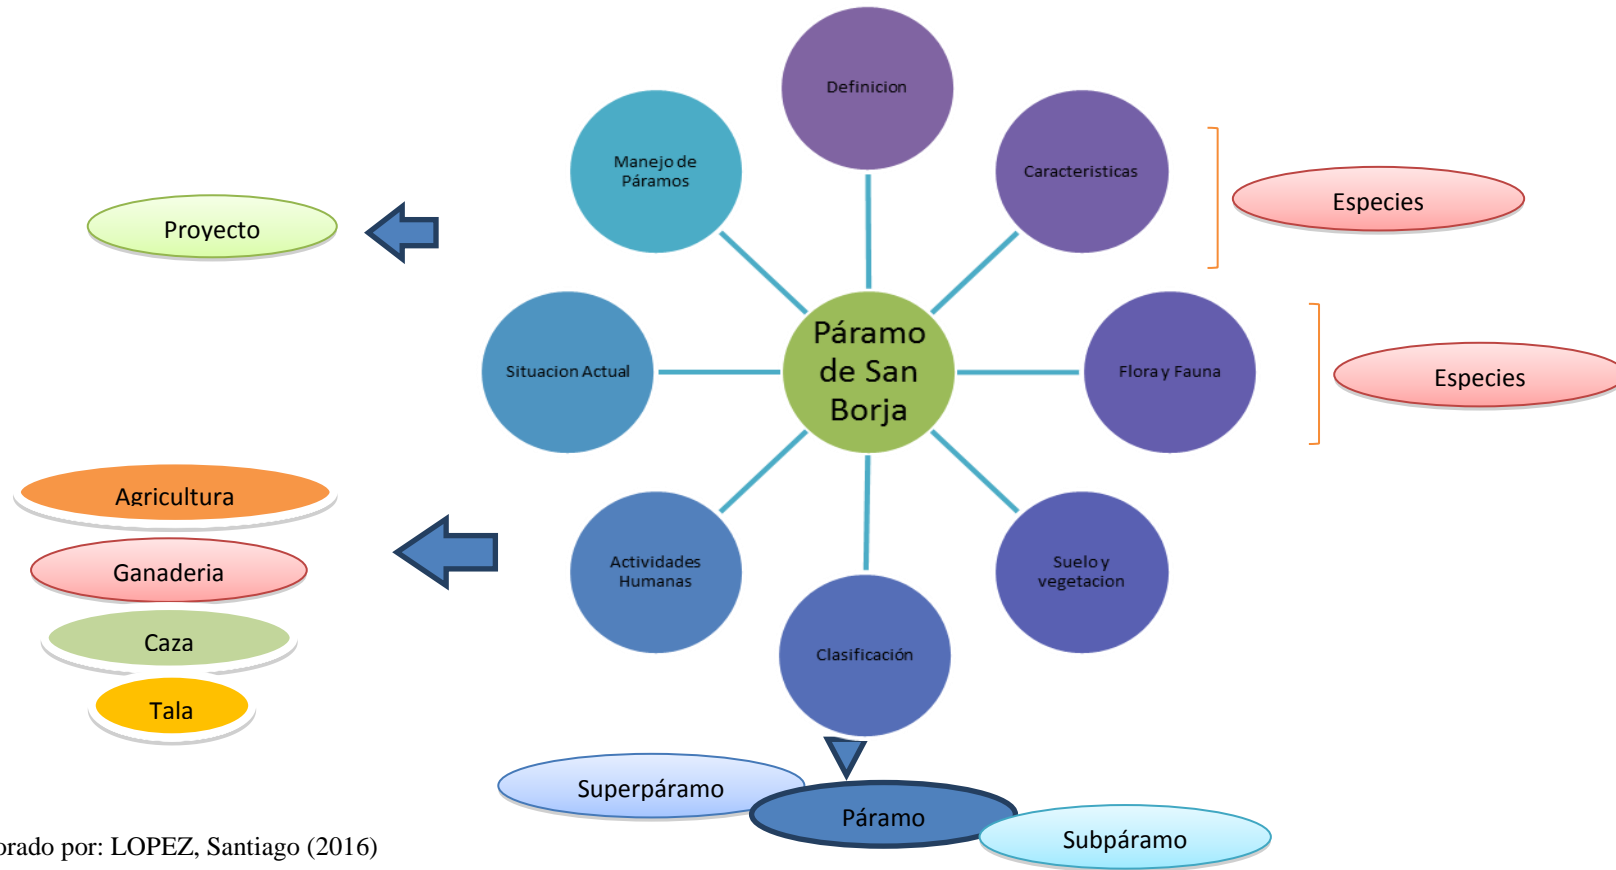 Definicion
Manejo de
Páramos
Caracteristicas
Especies
Proyecto
Páramo
de San
Borja
Situacion Actual
Flora y Fauna
Especies
Agricultura
Ganaderia
Caza
Tala
Actividades
Humanas
Suelo y
vegetacion
Clasificación
Superpáramo
Páramo
Subpáramo
orado por: LOPEZ, Santiago (2016)